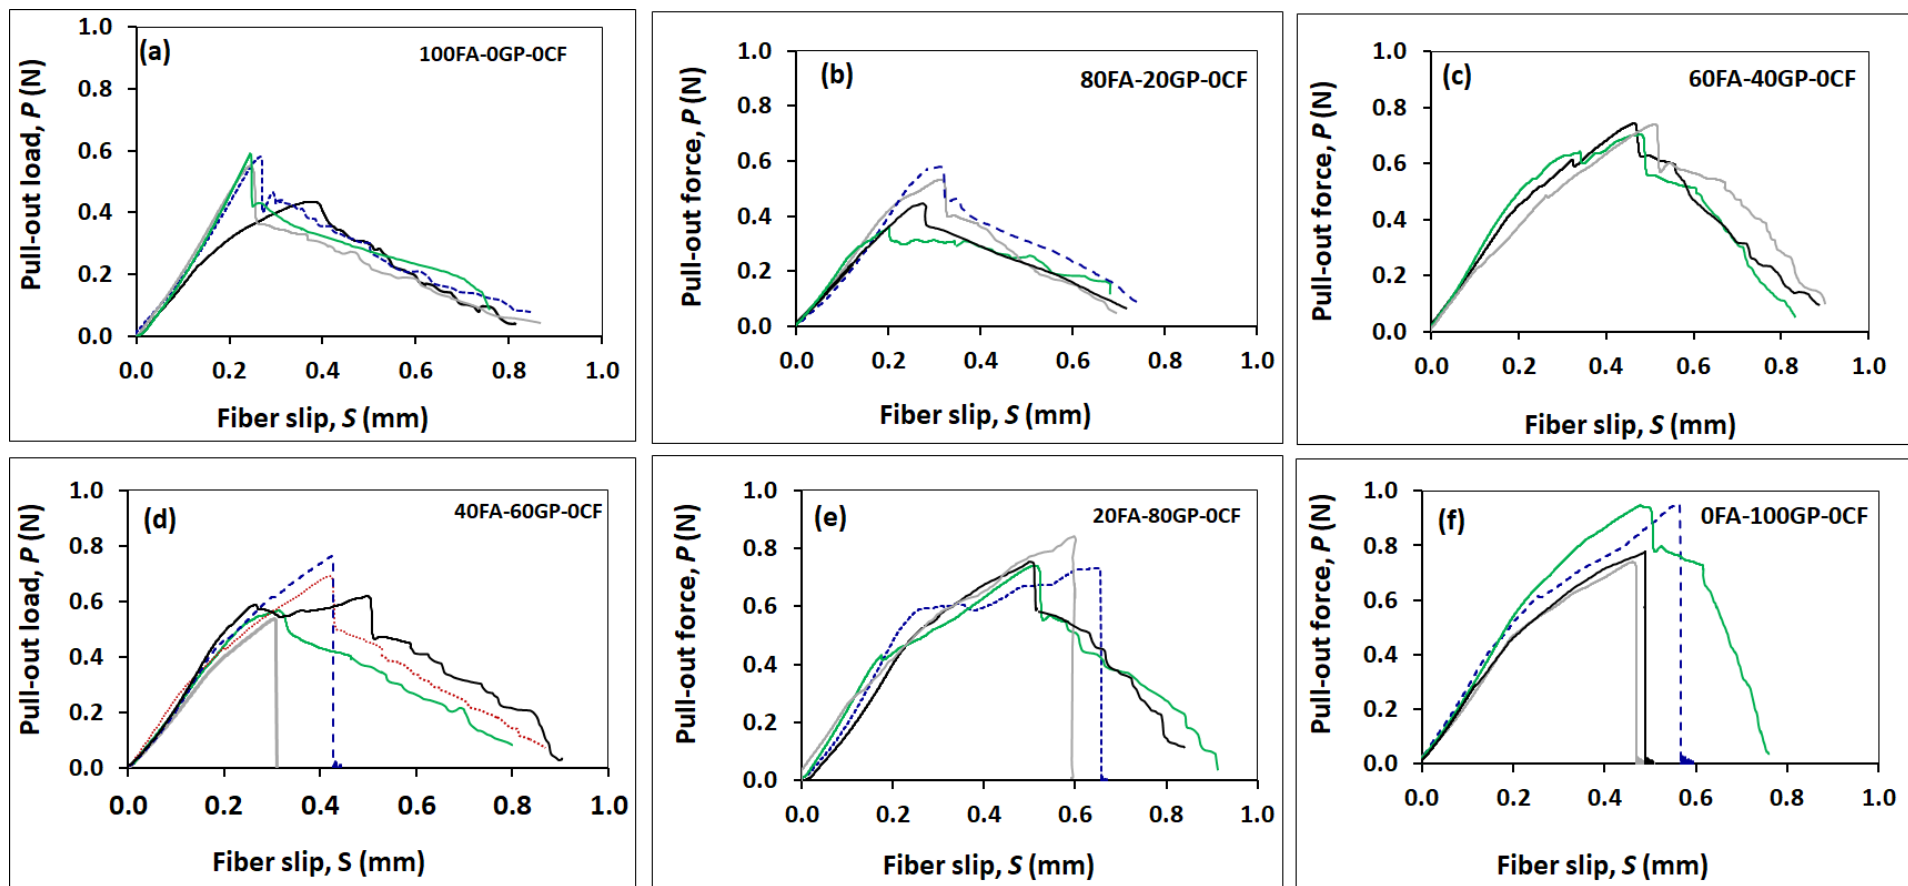 (a)
100FA-0GP-0CF
Pull-out load, P (N)
1.0
0.8
0.6
0.4
0.2
0.0
0.0 0.2 0.4 0.6 0.8 1.0
Fiber slip, S (mm)
(b)
80FA-20GP-0CF
Pull-out force, P (N)
1.0
0.8
0.6
0.4
0.2
0.0
0.0 0.2 0.4 0.6 0.8 1.0
Fiber slip, S (mm)
(c)
60FA-40GP-0CF
Pull-out force, P (N)
1.0
0.8
0.6
0.4
0.2
0.0
0.0 0.2 0.4 0.6 0.8 1.0
Fiber slip, S (mm)
(d)
40FA-60GP-0CF
Pull-out load, P (N)
1.0
0.8
0.6
0.4
0.2
0.0
0.0 0.2 0.4 0.6 0.8 1.0
Fiber slip, S (mm)
(e)
20FA-80GP-0CF
Pull-out force, P (N)
1.0
0.8
0.6
0.4
0.2
0.0
0.0 0.2 0.4 0.6 0.8 1.0
Fiber slip, S (mm)
(f)
0FA-100GP-0CF
Pull-out force, P (N)
1.0
0.8
0.6
0.4
0.2
0.0
0.0 0.2 0.4 0.6 0.8 1.0
Fiber slip, S (mm)